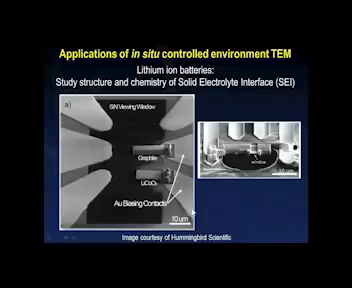 Applications of in situ controlled environment TEM
Lithium ion batteries:
Study structure and chemistry of Solid Electrolyte Interface (SEI)
a)
SiN Viewing Window
Graphite
LiCoO₂
Au Biasing Contacts
10 um
window
Image courtesy of Hummingbird Scientific